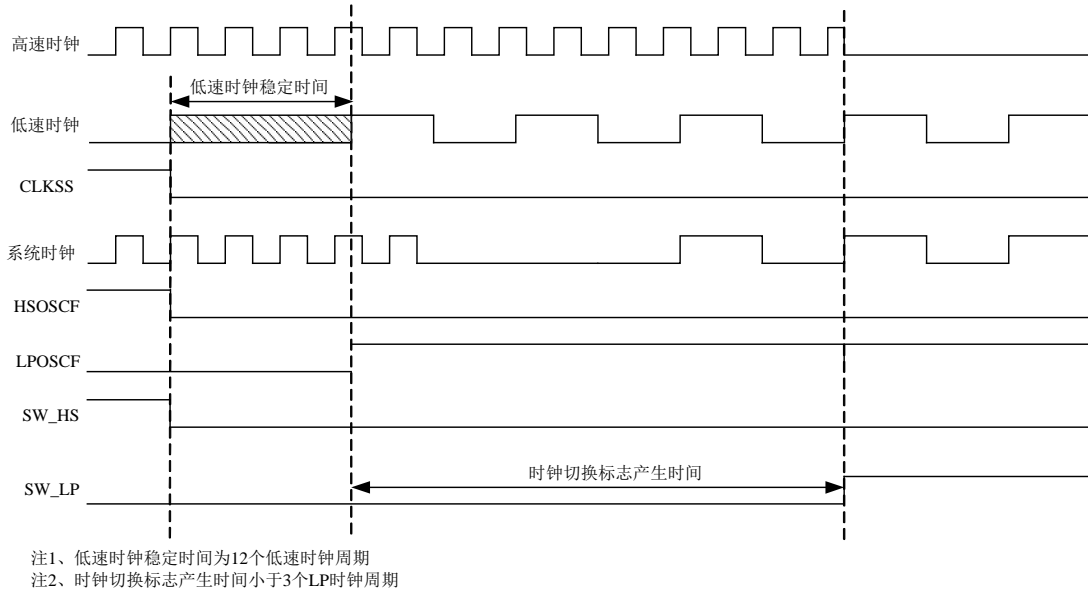 高速时钟
低速时钟稳定时间
低速时钟
CLKSS
系统时钟
HSOSCF
LPOSCF
SW_HS
时钟切换标志产生时间
SW_LP
注1、低速时钟稳定时间为12个低速时钟周期
注2、时钟切换标志产生时间小于3个LP时钟周期